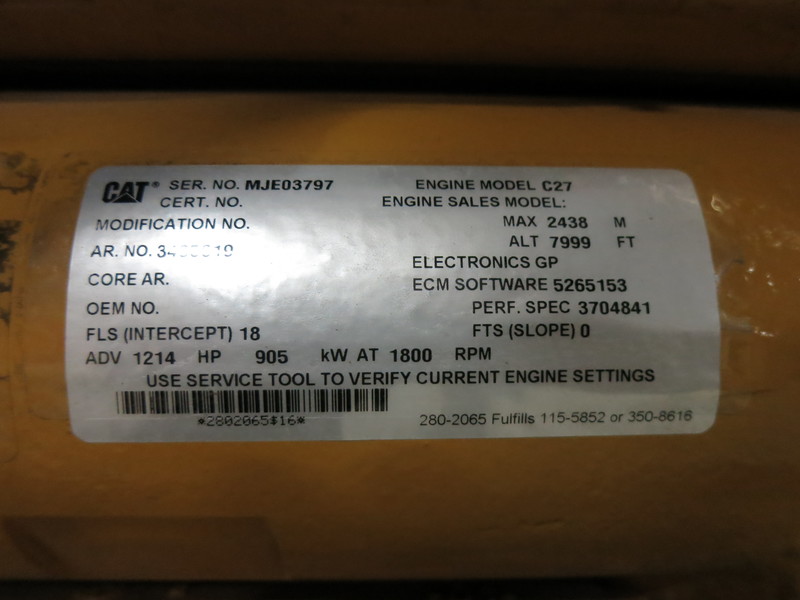 CAT® SER. NO. MJE03797 ENGINE MODEL C27
CERT. NO. ENGINE SALES MODEL:
MODIFICATION NO. MAX 2438 M
ALT 7999 FT
AR. NO.
ELECTRONICS GP
CORE AR. ECM SOFTWARE 5265153
OEM NO. PERF. SPEC 3704841
FLS (INTERCEPT) 18 FTS (SLOPE) 0
ADV 1214 HP 905 kW AT 1800 RPM
USE SERVICE TOOL TO VERIFY CURRENT ENGINE SETTINGS
*2802065$16*
280-2065 Fulfills 115-5852 or 350-8616